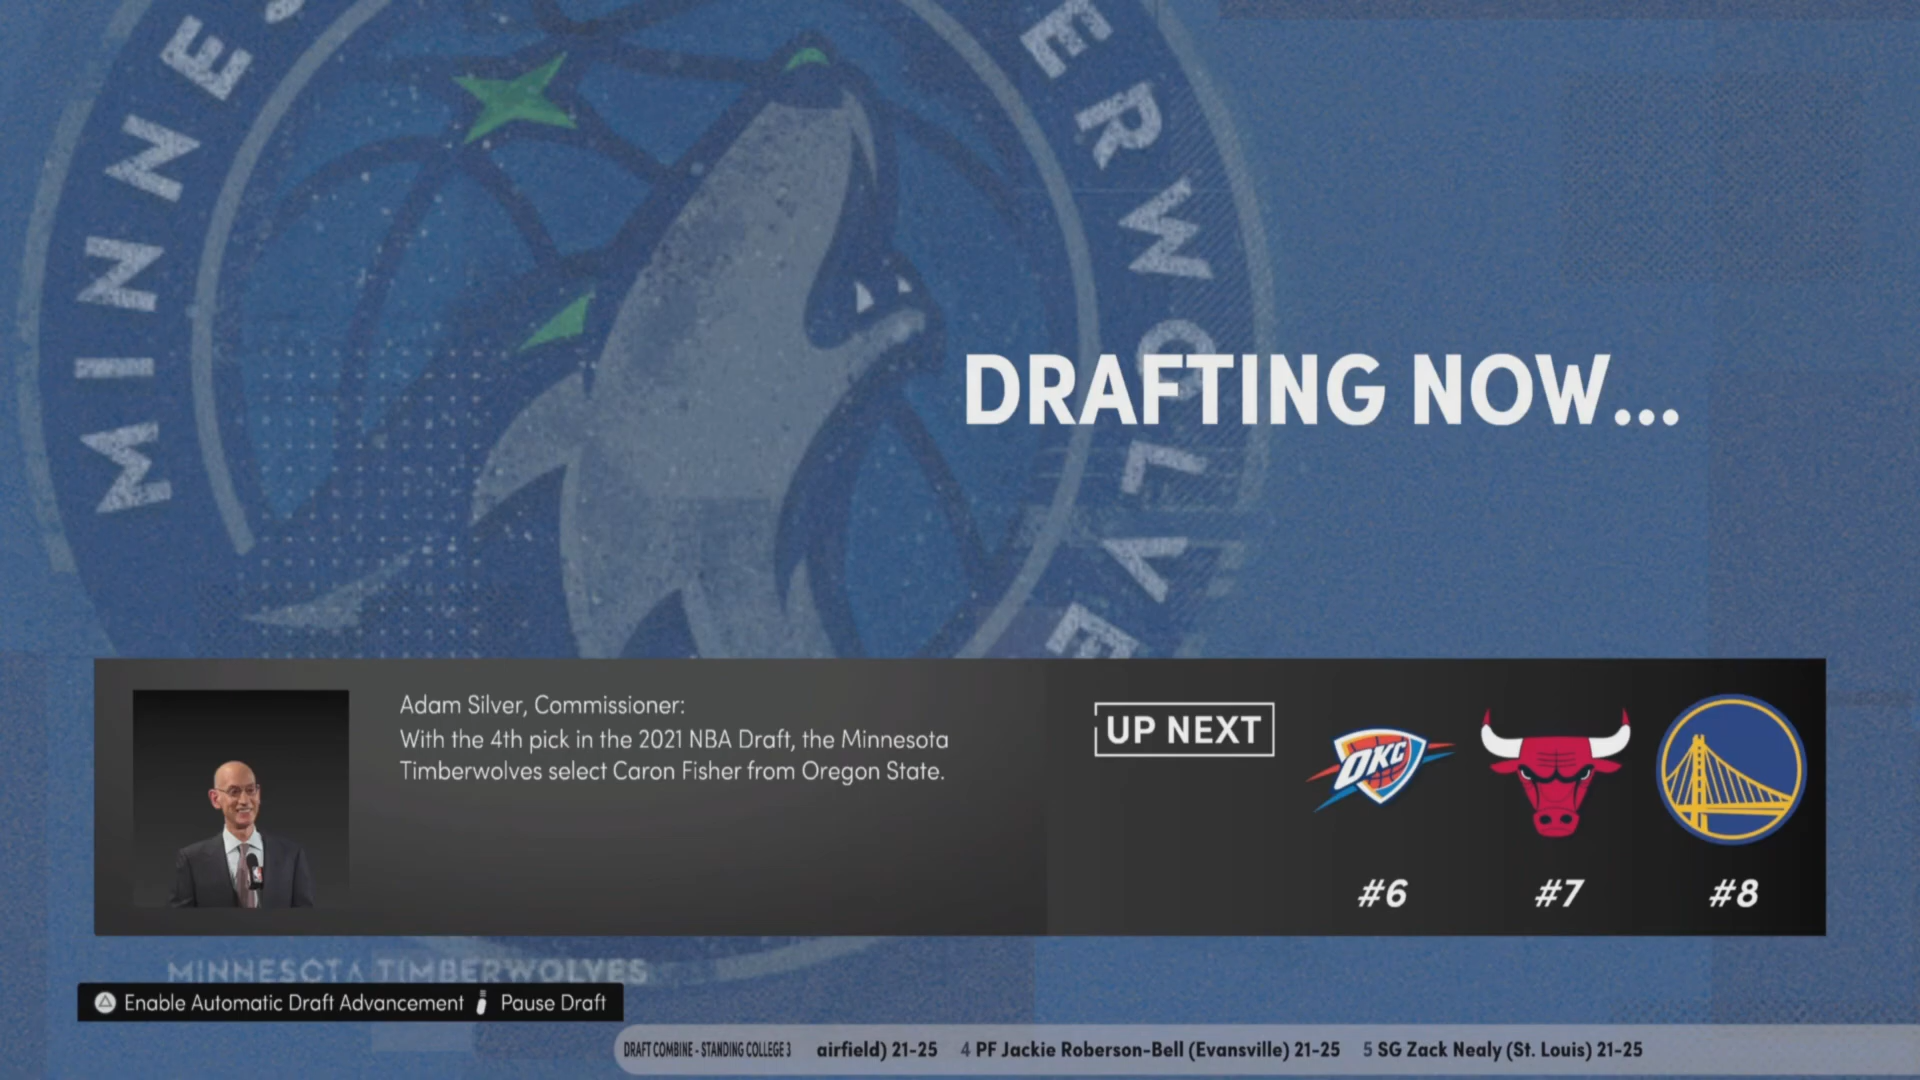 MINNES
ERWOLVE
DRAFTING NOW...
Adam Silver, Commissioner:
With the 4th pick in the 2021 NBA Draft, the Minnesota
Timberwolves select Caron Fisher from Oregon State.
UP NEXT
OKC
#6
#7
#8
MINNESOTA TIMBERWOLVES
Enable Automatic Draft Advancement Pause Draft
DRAFT COMBINE - STANDING COLLEGE 3 airfield) 21-25 4 PF Jackie Roberson-Bell (Evansville) 21-25 5 SG Zack Nealy (St. Louis) 21-25